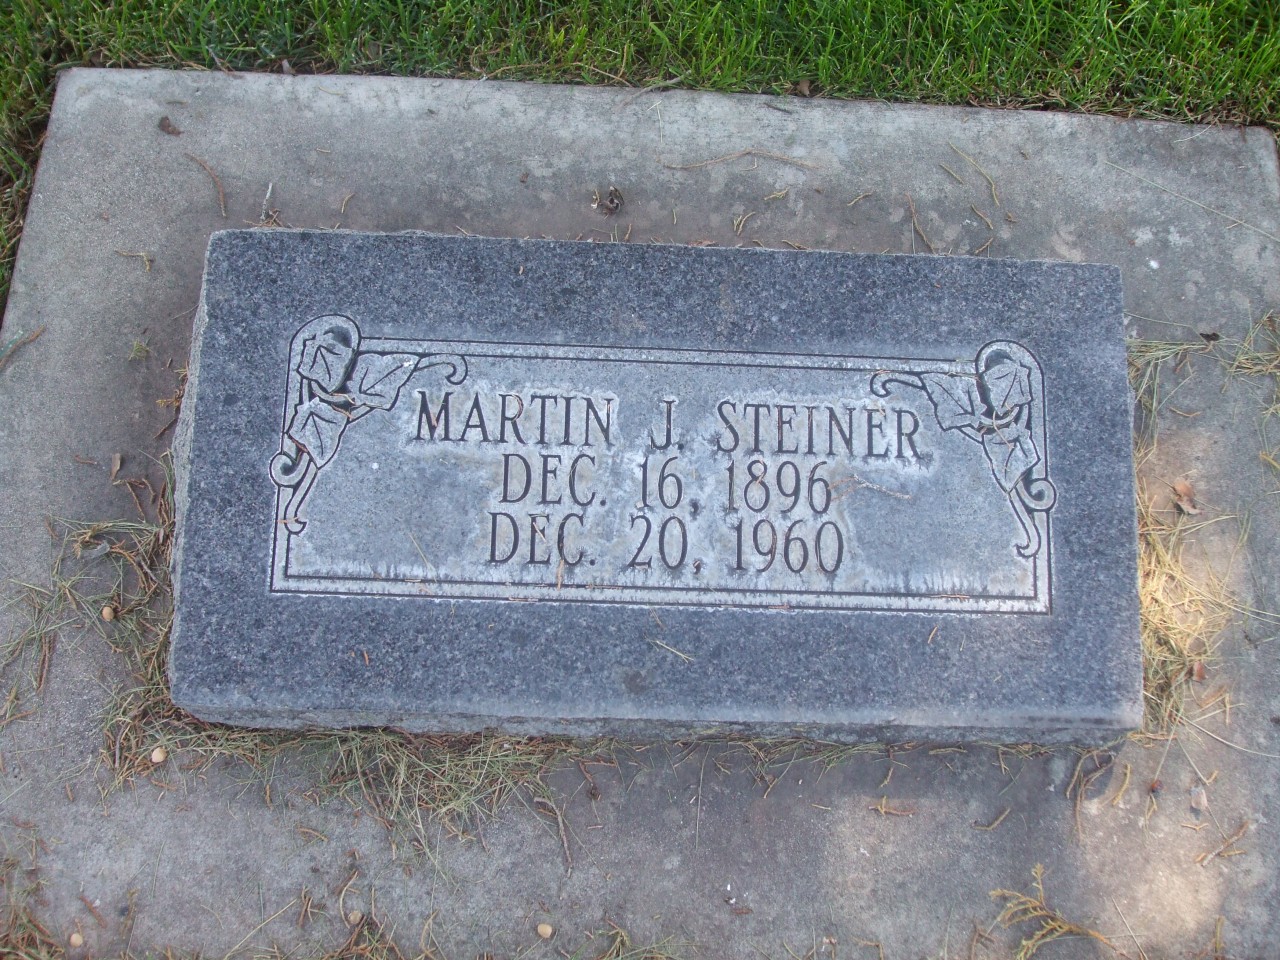 MARTIN J. STEINER
DEC. 16, 1896
DEC. 20, 1960